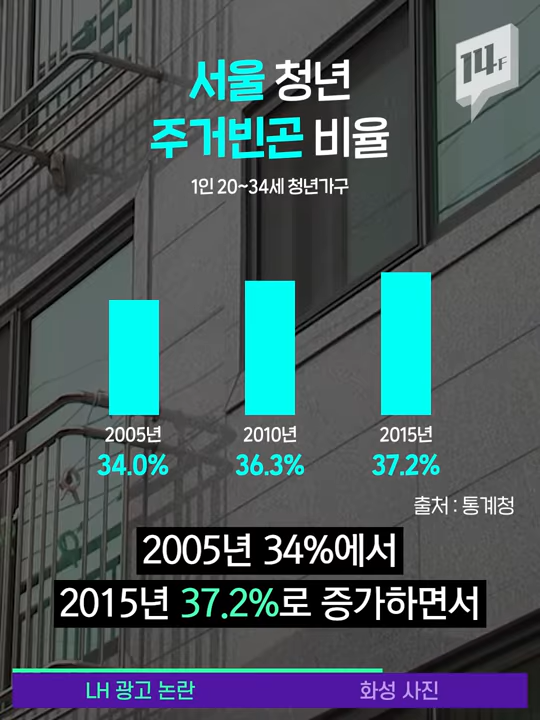 14F
서울 청년
주거빈곤 비율
1인 20~34세 청년가구
2005년 2010년 2015년
34.0% 36.3% 37.2%
출처 : 통계청
2005년 34%에서
2015년 37.2%로 증가하면서
LH 광고 논란 화성 사진